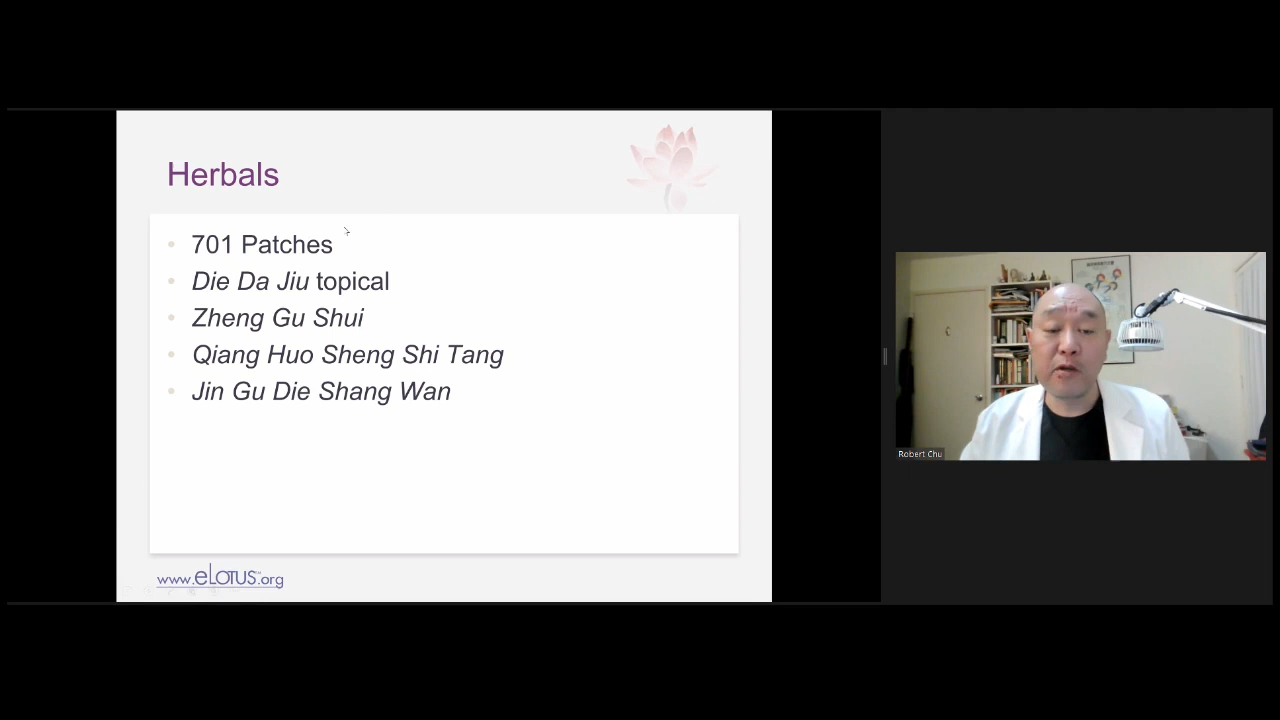 Herbals
701 Patches
Die Da Jiu topical
Zheng Gu Shui
Qiang Huo Sheng Shi Tang
Jin Gu Die Shang Wan
www.eLOTUS.org
Robert Chu